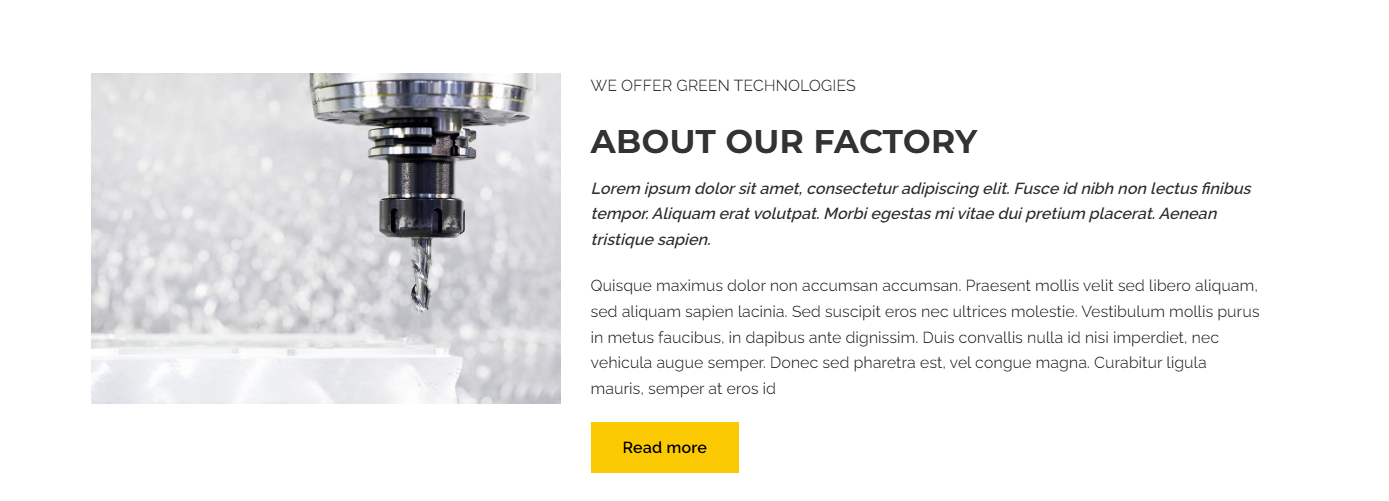 WE OFFER GREEN TECHNOLOGIES
ABOUT OUR FACTORY
Lorem ipsum dolor sit amet, consectetur adipiscing elit. Fusce id nibh non lectus finibus
tempor. Aliquam erat volutpat. Morbi egestas mi vitae dui pretium placerat. Aenean
tristique sapien.
Quisque maximus dolor non accumsan accumsan. Praesent mollis velit sed libero aliquam,
sed aliquam sapien lacinia. Sed suscipit eros nec ultrices molestie. Vestibulum mollis purus
in metus faucibus, in dapibus ante dignissim. Duis convallis nulla id nisi imperdiet, nec
vehicula augue semper. Donec sed pharetra est, vel congue magna. Curabitur ligula
mauris, semper at eros id
Read more